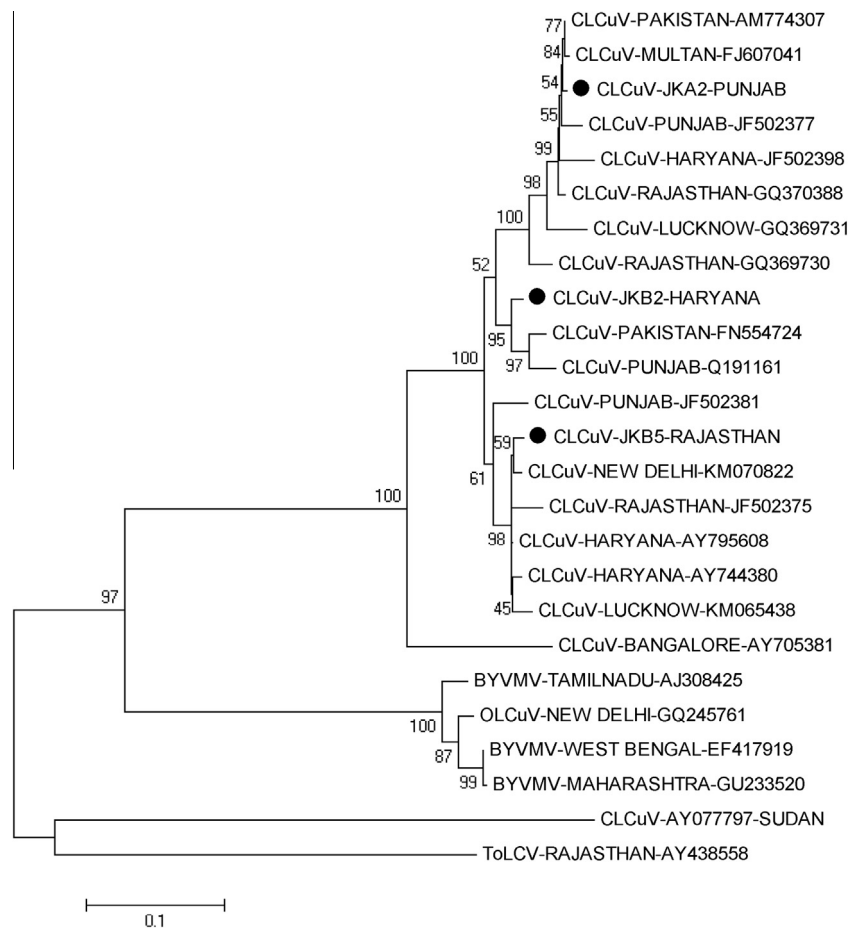 77 CLCuV-PAKISTAN-AM774307
84 CLCuV-MULTAN-FJ607041
54 CLCuV-JKA2-PUNJAB
55 CLCuV-PUNJAB-JF502377
99 CLCuV-HARYANA-JF502398
98 CLCuV-RAJASTHAN-GQ370388
100 CLCuV-LUCKNOW-GQ369731
52 CLCuV-RAJASTHAN-GQ369730
CLCuV-JKB2-HARYANA
95 CLCuV-PAKISTAN-FN554724
100 97 CLCuV-PUNJAB-Q191161
CLCuV-PUNJAB-JF502381
59 CLCuV-JKB5-RAJASTHAN
61 CLCuV-NEW DELHI-KM070822
100 CLCuV-RAJASTHAN-JF502375
98 CLCuV-HARYANA-AY795608
CLCuV-HARYANA-AY744380
97 45 CLCuV-LUCKNOW-KM065438
CLCuV-BANGALORE-AY705381
BYVMV-TAMILNADU-AJ308425
100 OLCuV-NEW DELHI-GQ245761
87 BYVMV-WEST BENGAL-EF417919
99 BYVMV-MAHARASHTRA-GU233520
CLCuV-AY077797-SUDAN
ToLCV-RAJASTHAN-AY438558
0.1